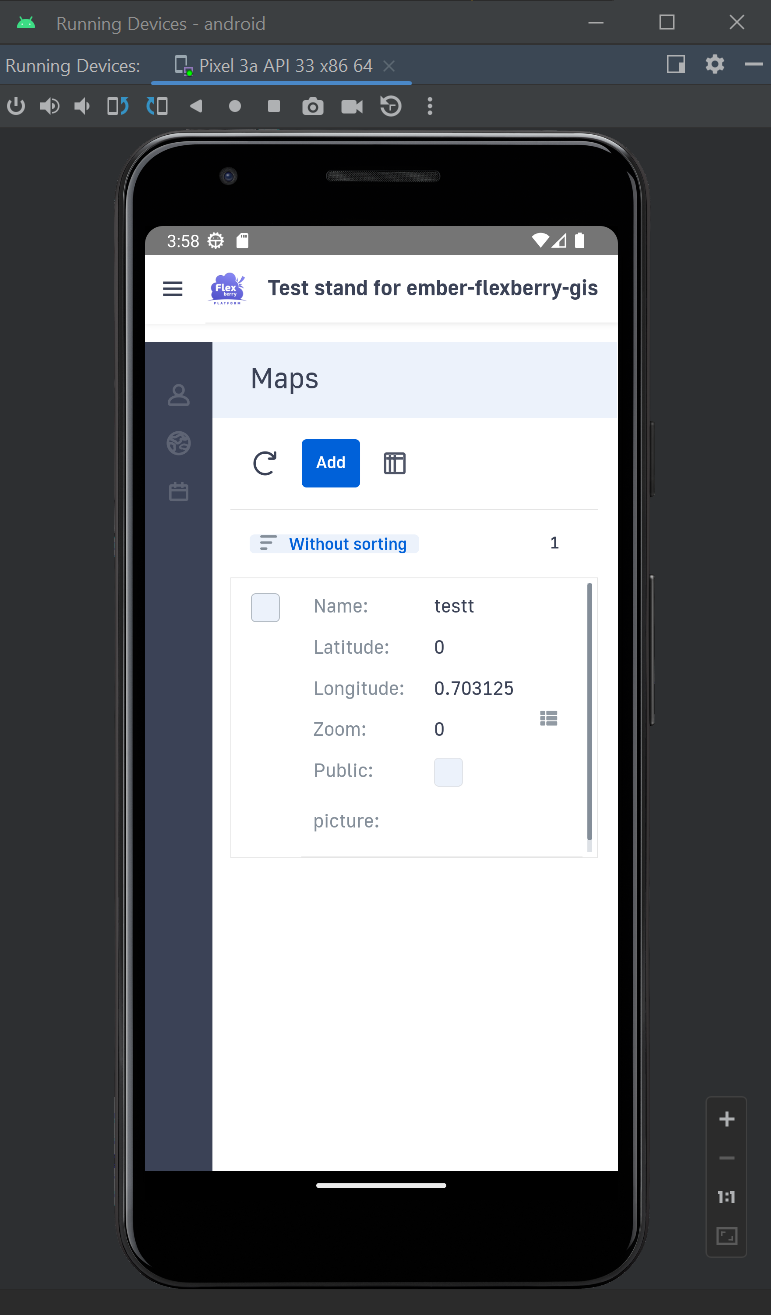 Running Devices - android
Running Devices: Pixel 3a API 33 x86 64
3:58
Flex
berry
PLATFORM
Test stand for ember-flexberry-gis
Maps
Add
Without sorting 1
Name: testt
Latitude: 0
Longitude: 0.703125
Zoom: 0
Public:
picture:
1:1